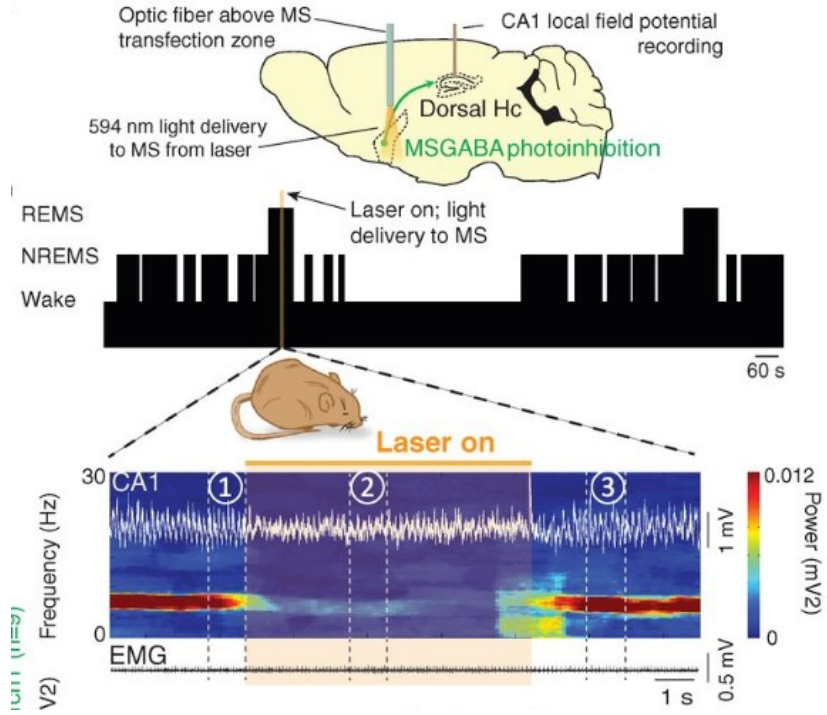 Optic fiber above MS
transfection zone
CA1 local field potential
recording
594 nm light delivery
to MS from laser
Dorsal Hc
MSGABA photoinhibition
REMS
NREMS
Wake
Laser on; light
delivery to MS
60 s
Laser on
30
CA1
1
2
3
0.012
Frequency (Hz)
1 mV
Power (mV2)
0
0
EMG
0.5 mV
1 s
(n=9)
V2)